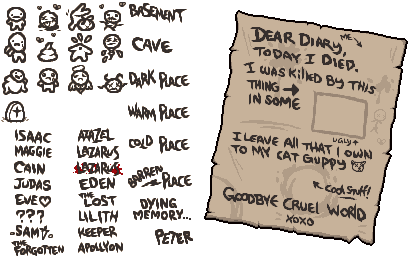 BASEMENT
CAVE
DARK PLACE
WARM PLACE
COLD PLACE
BARREN PLACE
DYING
MEMORY...
PETER
ISAAC
MAGGIE
CAIN
JUDAS
EVE
???
SAM
THE
FORGOTTEN
AZAZEL
LAZARUS
LAZARUS
EDEN
THE
LOST
LILITH
KEEPER
APOLLYON
DEAR DIARY,
ME
TODAY I DIED.
I WAS KILLED BY THIS
THING
IN SOME
UGLY
I LEAVE ALL THAT I OWN
TO MY CAT GUPPY
COOL STUFF!
GOODBYE CRUEL WORLD
XOXO